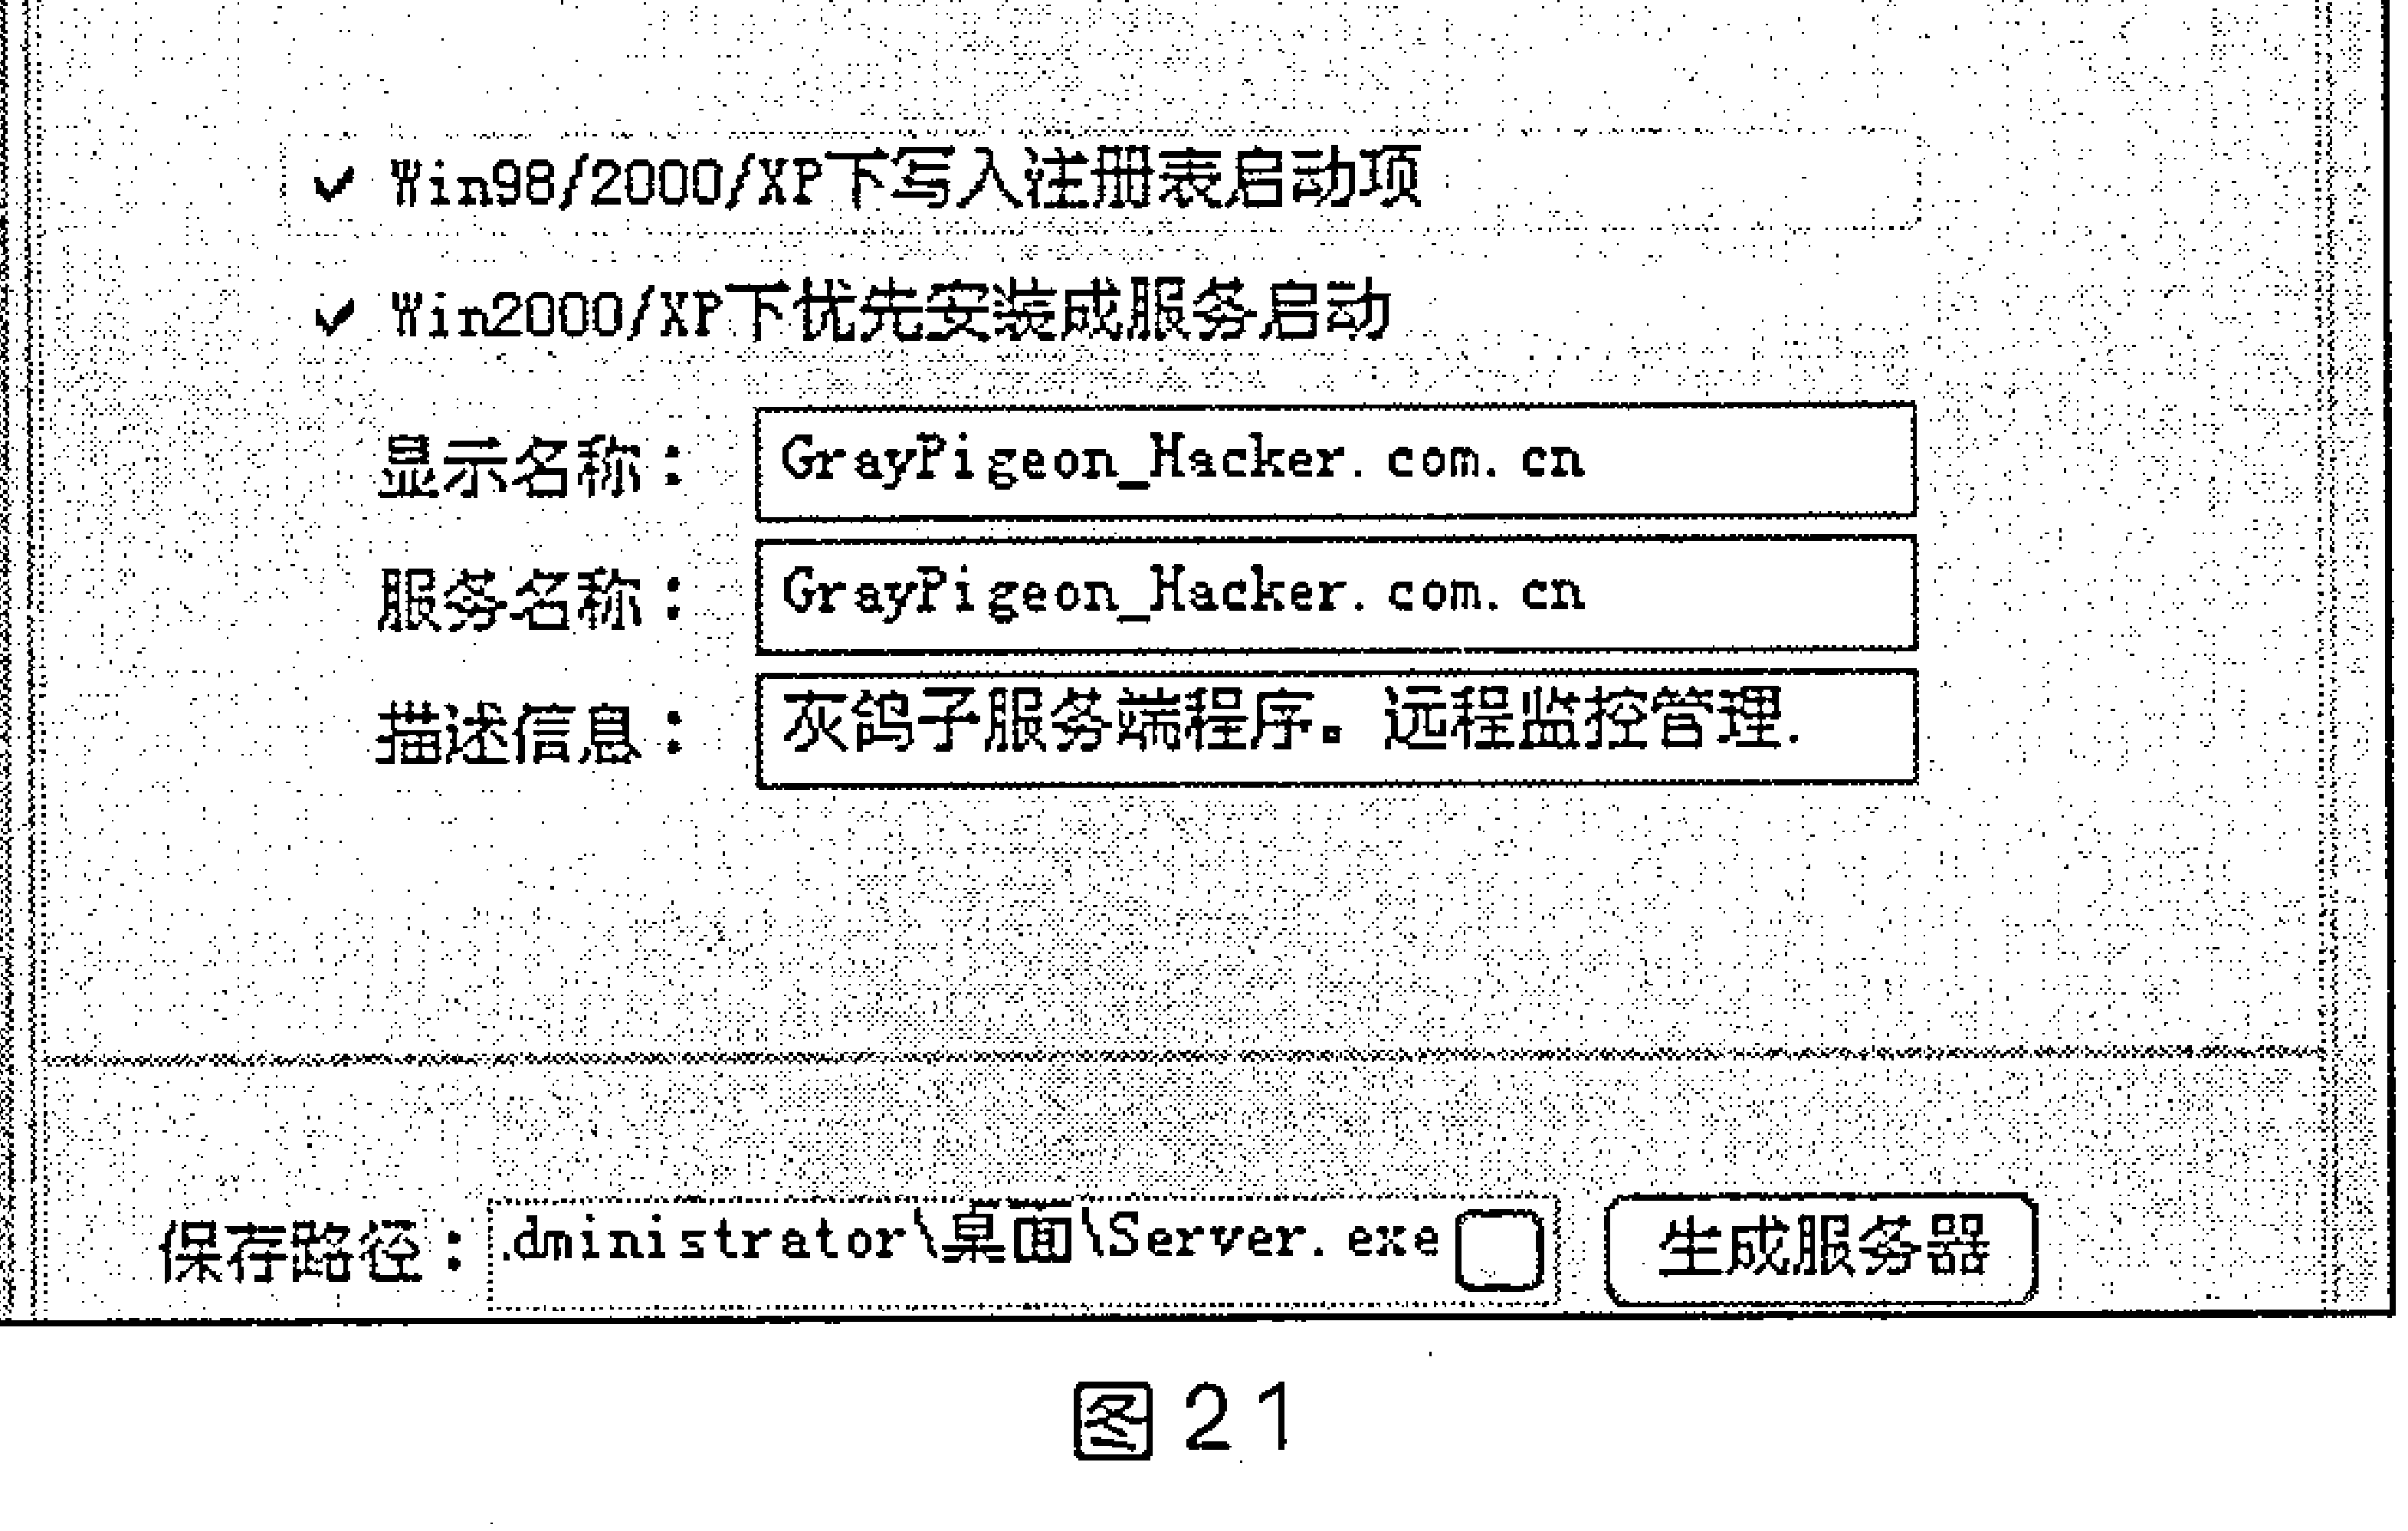 Win98/2000/XP下写入注册表启动项
Win2000/XP下优先安装成服务启动
显示名称： GrayPigeon_Hacker.com.cn
服务名称： GrayPigeon_Hacker.com.cn
描述信息： 灰鸽子服务端程序。远程监控管理.
保存路径： dministrator\桌面\Server.exe 生成服务器
图21